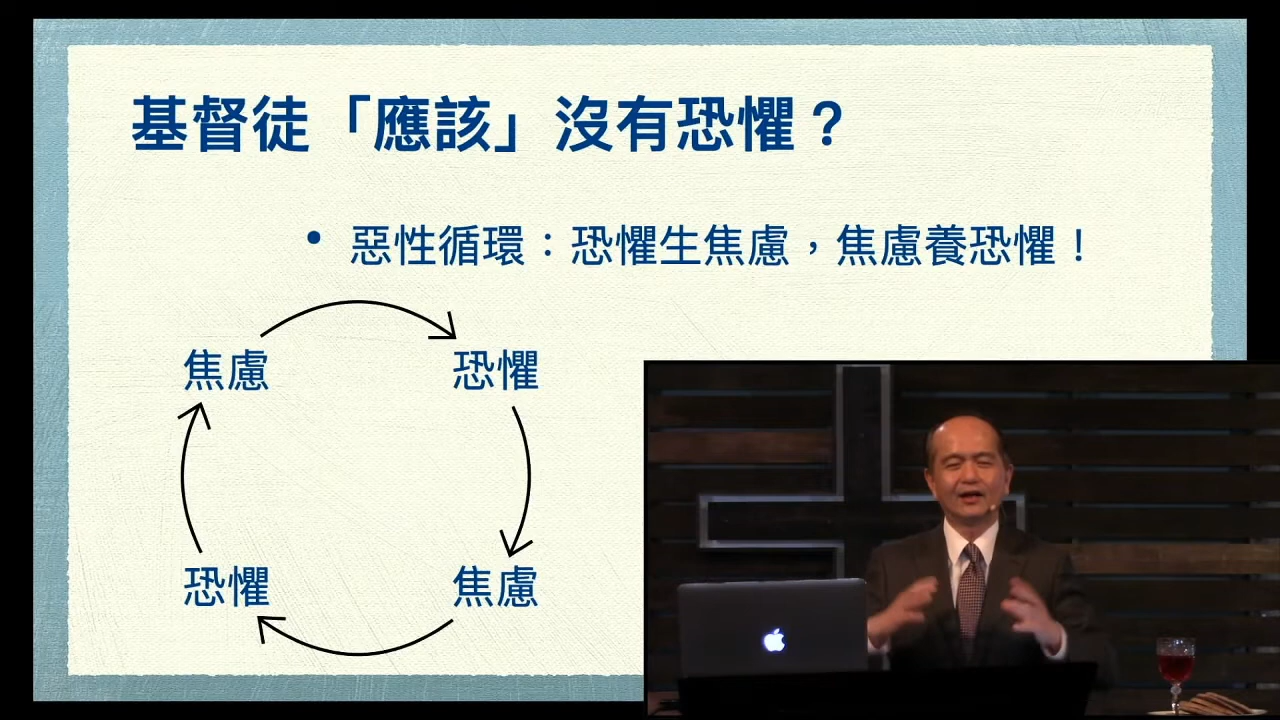 基督徒「應該」沒有恐懼？
• 惡性循環：恐懼生焦慮，焦慮養恐懼！
焦慮
恐懼
恐懼
焦慮